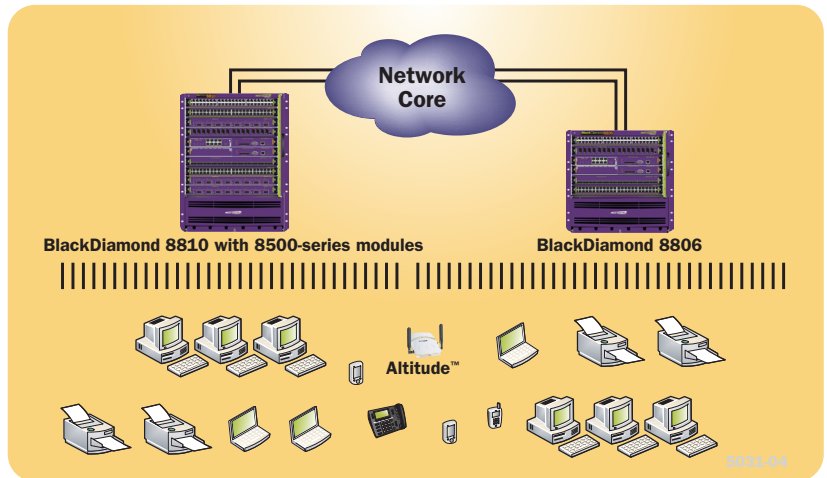 Network
Core
BlackDiamond 8810 with 8500-series modules
BlackDiamond 8806
Altitude™
5031-04